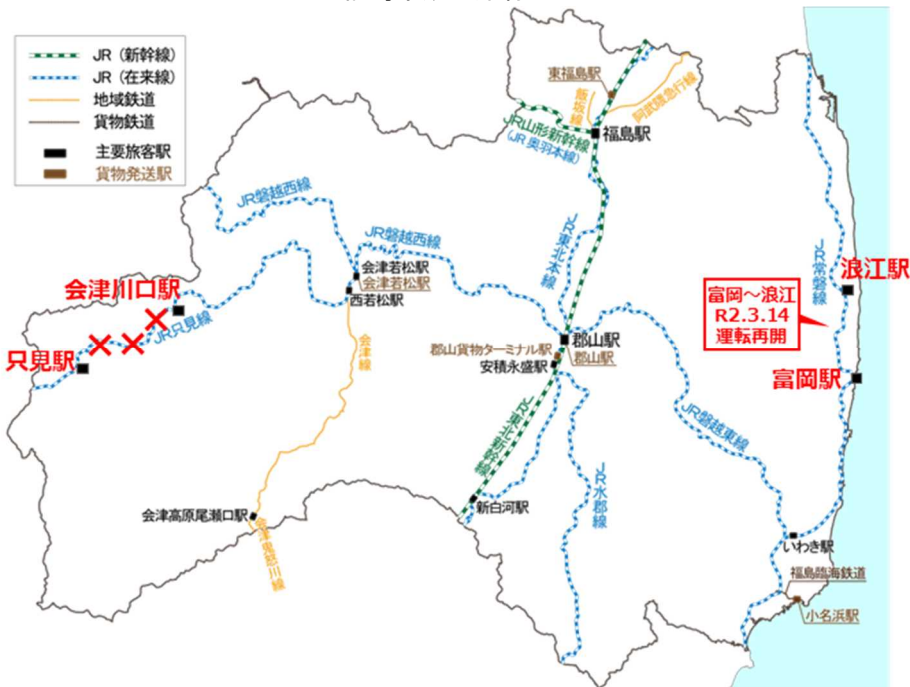 JR（新幹線）
JR（在来線）
地域鉄道
貨物鉄道
主要旅客駅
貨物発送駅
東福島駅
飯坂線
阿武隈急行線
JR山形新幹線
（JR奥羽本線）
福島駅
JR磐越西線
JR磐越西線
JR東北本線
JR常磐線
浪江駅
会津若松駅
会津若松駅
西若松駅
会津川口駅
JR只見線
只見駅
富岡～浪江
R2.3.14
運転再開
郡山駅
郡山駅
郡山貨物ターミナル駅
安積永盛駅
会津線
富岡駅
JR磐越東線
JR東北新幹線
JR水郡線
新白河駅
会津高原尾瀬口駅
会津鬼怒川線
いわき駅
福島臨海鉄道
小名浜駅